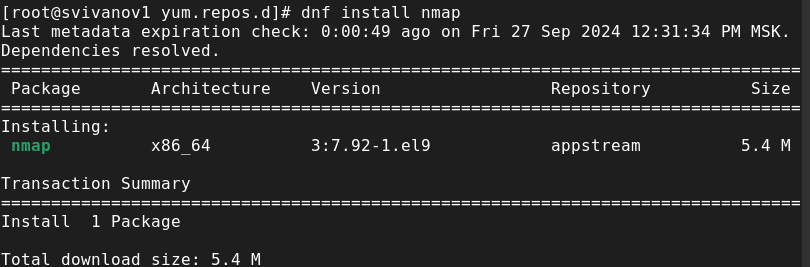 [root@svivanov1 yum.repos.d]# dnf install nmap
Last metadata expiration check: 0:00:49 ago on Fri 27 Sep 2024 12:31:34 PM MSK.
Dependencies resolved.
================================================================================
 Package       Architecture    Version                 Repository          Size
================================================================================
Installing:
 nmap          x86_64          3:7.92-1.el9            appstream          5.4 M

Transaction Summary
================================================================================
Install  1 Package

Total download size: 5.4 M